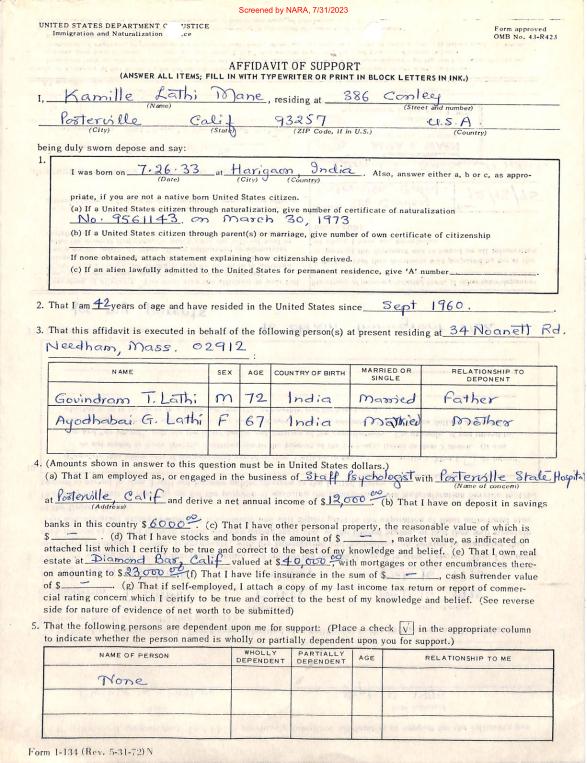 Screened by NARA, 7/31/2023
UNITED STATES DEPARTMENT O USTICE
Immigration and Naturalization ce
Form approved
OMB No. 43-R423
AFFIDAVIT OF SUPPORT
(ANSWER ALL ITEMS; FILL IN WITH TYPEWRITER OR PRINT IN BLOCK LETTERS IN INK.)
I, Kamille Lathi Mane, residing at 386 Conley
(Name) (Street and number)
Posterville Calif 93257 U.S.A.
(City) (State) (ZIP Code, if in U.S.) (Country)
being duly sworn depose and say:
1.
I was born on 7.26.33 at Harigaon, India. Also, answer either a, b or c, as appro-
(Date) (City) (Country)
priate, if you are not a native born United States citizen.
(a) If a United States citizen through naturalization, give number of certificate of naturalization
No. 9561143 on March 30, 1973
(b) If a United States citizen through parent(s) or marriage, give number of own certificate of citizenship
If none obtained, attach statement explaining how citizenship derived.
(c) If an alien lawfully admitted to the United States for permanent residence, give 'A' number
2. That I am 42 years of age and have resided in the United States since Sept 1960.
3. That this affidavit is executed in behalf of the following person(s) at present residing at 34 Noanett Rd.
Needham, Mass. 02912 :
NAME SEX AGE COUNTRY OF BIRTH MARRIED OR SINGLE RELATIONSHIP TO DEPONENT
Govindram T. Lathi M 72 India Married Father
Ayodhabai G. Lathi F 67 India Married Mother
4. (Amounts shown in answer to this question must be in United States dollars.)
(a) That I am employed as, or engaged in the business of Staff Psychologist with Posterville State Hospital
(Name of concern)
at Posterville, Calif and derive a net annual income of $12,000 00 (b) That I have on deposit in savings
(Address)
banks in this country $6000 00. (c) That I have other personal property, the reasonable value of which is
$ — . (d) That I have stocks and bonds in the amount of $ — , market value, as indicated on
attached list which I certify to be true and correct to the best of my knowledge and belief. (e) That I own real
estate at Diamond Bar, Calif valued at $40,000 00 with mortgages or other encumbrances there-
on amounting to $23,000 00 (f) That I have life insurance in the sum of $ — , cash surrender value
of $ — (g) That if self-employed, I attach a copy of my last income tax return or report of commer-
cial rating concern which I certify to be true and correct to the best of my knowledge and belief. (See reverse
side for nature of evidence of net worth to be submitted)
5. That the following persons are dependent upon me for support: (Place a check √ in the appropriate column
to indicate whether the person named is wholly or partially dependent upon you for support.)
NAME OF PERSON WHOLLY DEPENDENT PARTIALLY DEPENDENT AGE RELATIONSHIP TO ME
None
Form I-134 (Rev. 5-31-72) N